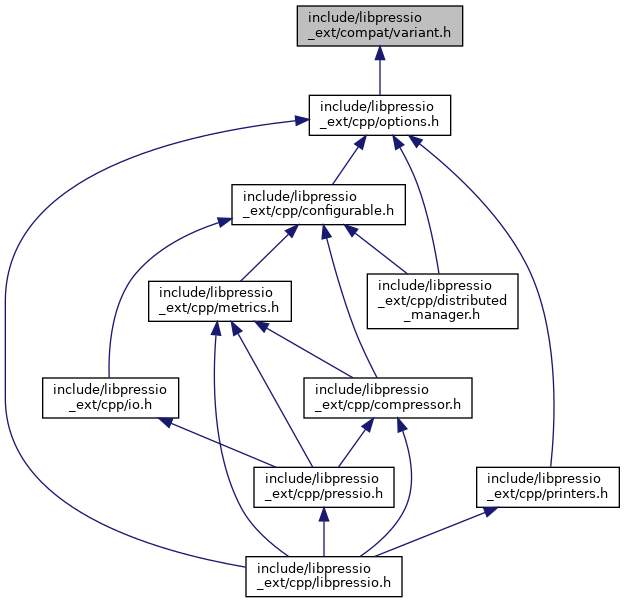 include/libpressio
_ext/compat/variant.h
include/libpressio
_ext/cpp/options.h
include/libpressio
_ext/cpp/configurable.h
include/libpressio
_ext/cpp/metrics.h
include/libpressio
_ext/cpp/distributed
_manager.h
include/libpressio
_ext/cpp/io.h
include/libpressio
_ext/cpp/compressor.h
include/libpressio
_ext/cpp/pressio.h
include/libpressio
_ext/cpp/printers.h
include/libpressio
_ext/cpp/libpressio.h